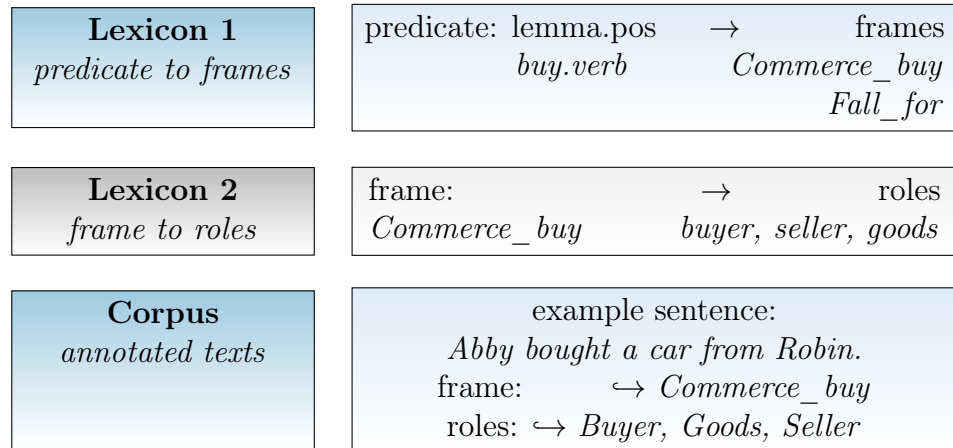 Lexicon 1
predicate to frames
predicate: lemma.pos → frames
buy.verb Commerce_buy
Fall_for
Lexicon 2
frame to roles
frame: → roles
Commerce_buy buyer, seller, goods
Corpus
annotated texts
example sentence:
Abby bought a car from Robin.
frame: ↪ Commerce_buy
roles: ↪ Buyer, Goods, Seller